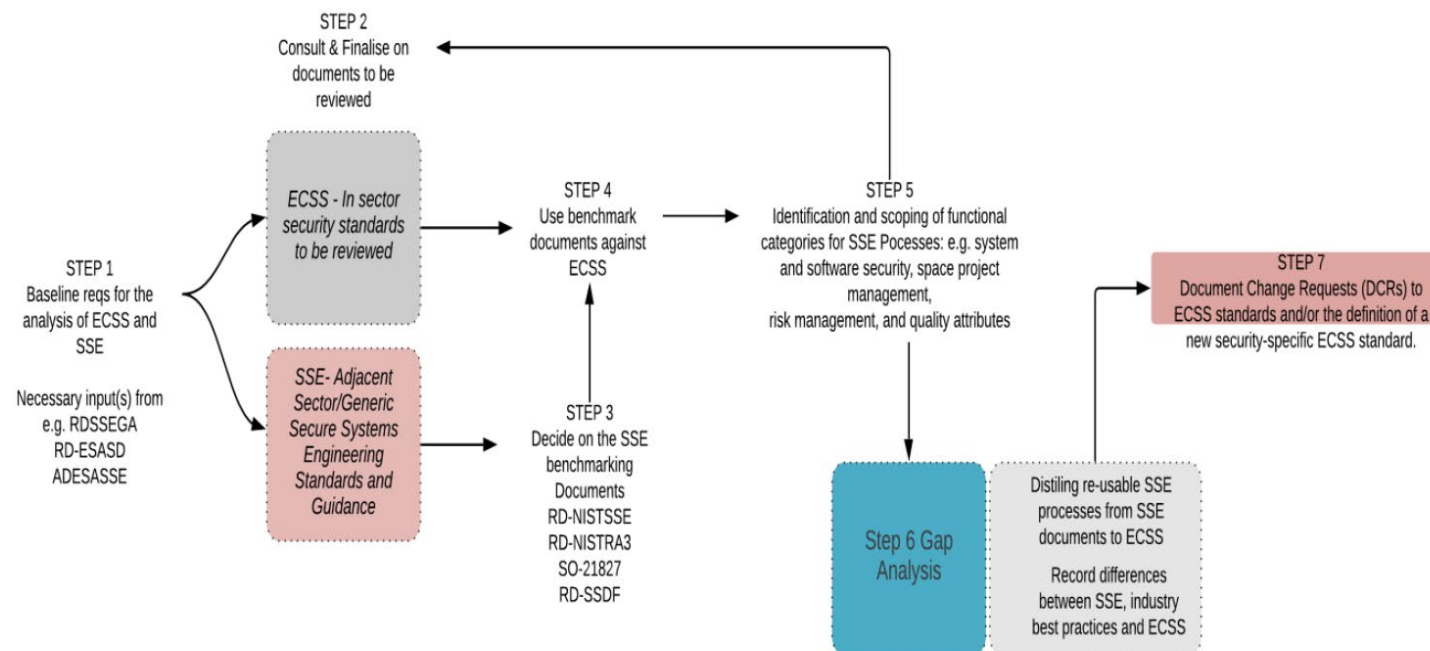 STEP 1
Baseline reqs for the
analysis of ECSS and
SSE
Necessary input(s) from
e.g. RDSSEGA
RD-ESASD
ADESASSE
STEP 2
Consult & Finalise on
documents to be
reviewed
ECSS - In sector
security standards
to be reviewed
SSE- Adjacent
Sector/Generic
Secure Systems
Engineering
Standards and
Guidance
STEP 3
Decide on the SSE
benchmarking
Documents
RD-NISTSSE
RD-NISTRA3
SO-21827
RD-SSDF
STEP 4
Use benchmark
documents against
ECSS
STEP 5
Identification and scoping of functional
categories for SSE Pocesses: e.g. system
and software security, space project
management,
risk management, and quality attributes
Step 6 Gap
Analysis
Distiling re-usable SSE
processes from SSE
documents to ECSS
Record differences
between SSE, industry
best practices and ECSS
STEP 7
Document Change Requests (DCRs) to
ECSS standards and/or the definition of a
new security-specific ECSS standard.